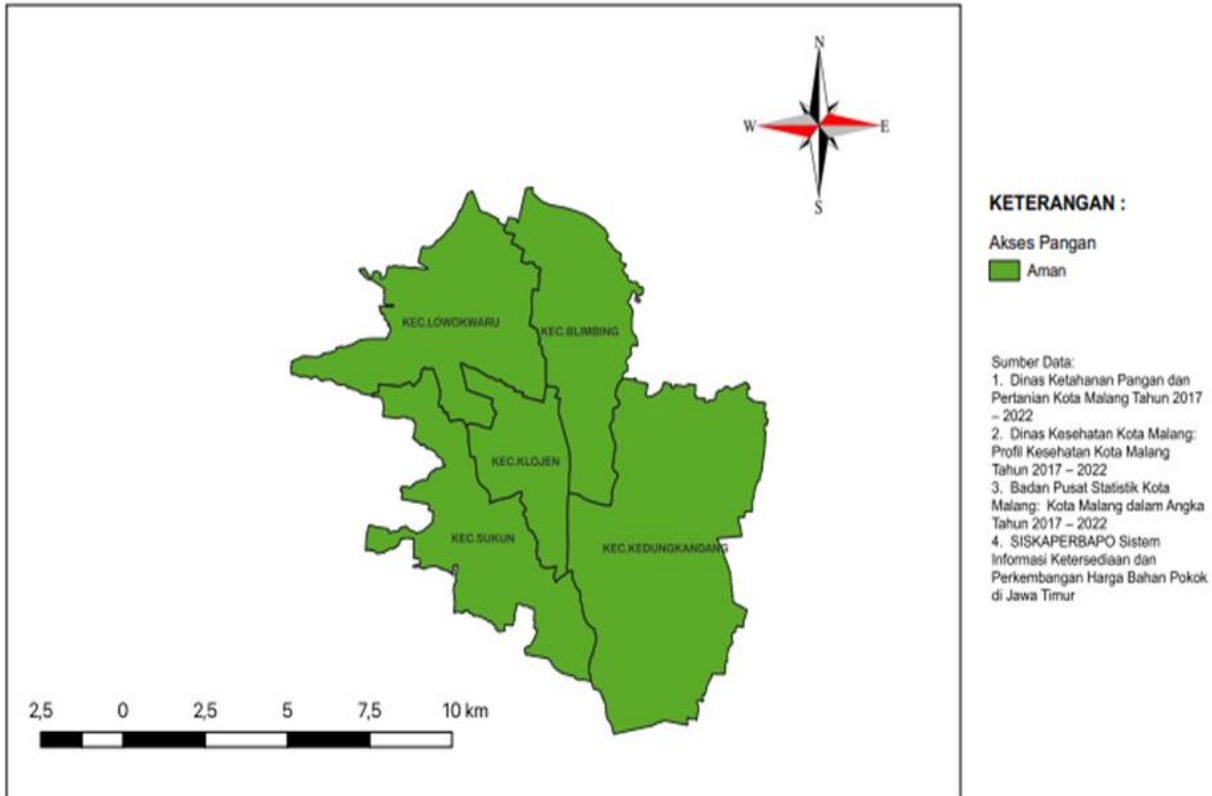 N
W E
S
KEC.LOWOKWARU
KEC.BLIMBING
KEC.KLOJEN
KEC.SUKUN
KEC.KEDUNGKANDANG
2,5 0 2,5 5 7,5 10 km
KETERANGAN :
Akses Pangan
Aman
Sumber Data:
1. Dinas Ketahanan Pangan dan
Pertanian Kota Malang Tahun 2017
– 2022
2. Dinas Kesehatan Kota Malang:
Profil Kesehatan Kota Malang
Tahun 2017 – 2022
3. Badan Pusat Statistik Kota
Malang: Kota Malang dalam Angka
Tahun 2017 – 2022
4. SISKAPERBAPO Sistem
Informasi Ketersediaan dan
Perkembangan Harga Bahan Pokok
di Jawa Timur